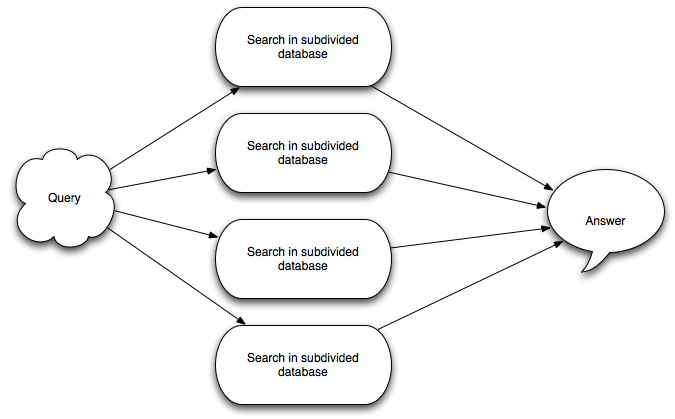 Search in subdivided
database
Search in subdivided
database
Query
Answer
Search in subdivided
database
Search in subdivided
database